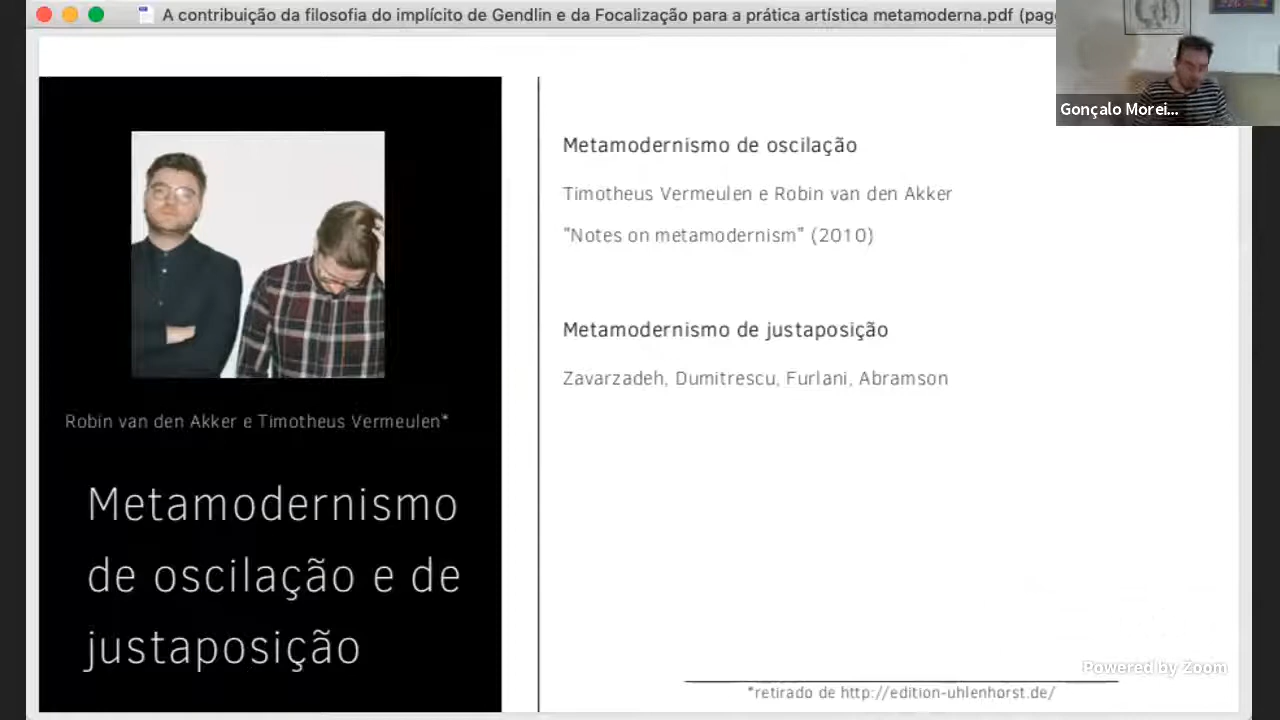 A contribuição da filosofia do implícito de Gendlin e da Focalização para a prática artística metamoderna.pdf (pag
Gonçalo Morei...
Robin van den Akker e Timotheus Vermeulen*
Metamodernismo
de oscilação e de
justaposição
Metamodernismo de oscilação
Timotheus Vermeulen e Robin van den Akker
"Notes on metamodernism" (2010)
Metamodernismo de justaposição
Zavarzadeh, Dumitrescu, Furlani, Abramson
Powered by Zoom
*retirado de http://edition-uhlenhorst.de/